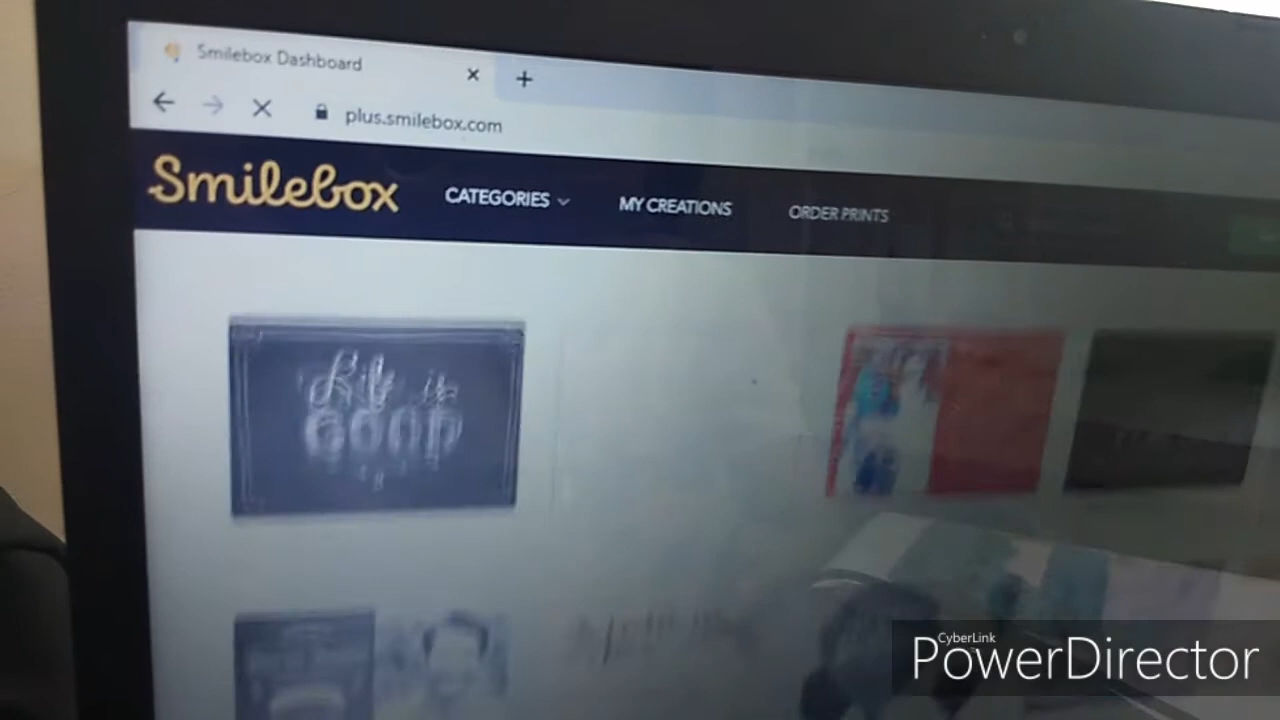 Smilebox Dashboard
plus.smilebox.com
Smilebox
CATEGORIES
MY CREATIONS
ORDER PRINTS
Life is
GOOD
CyberLink
PowerDirector